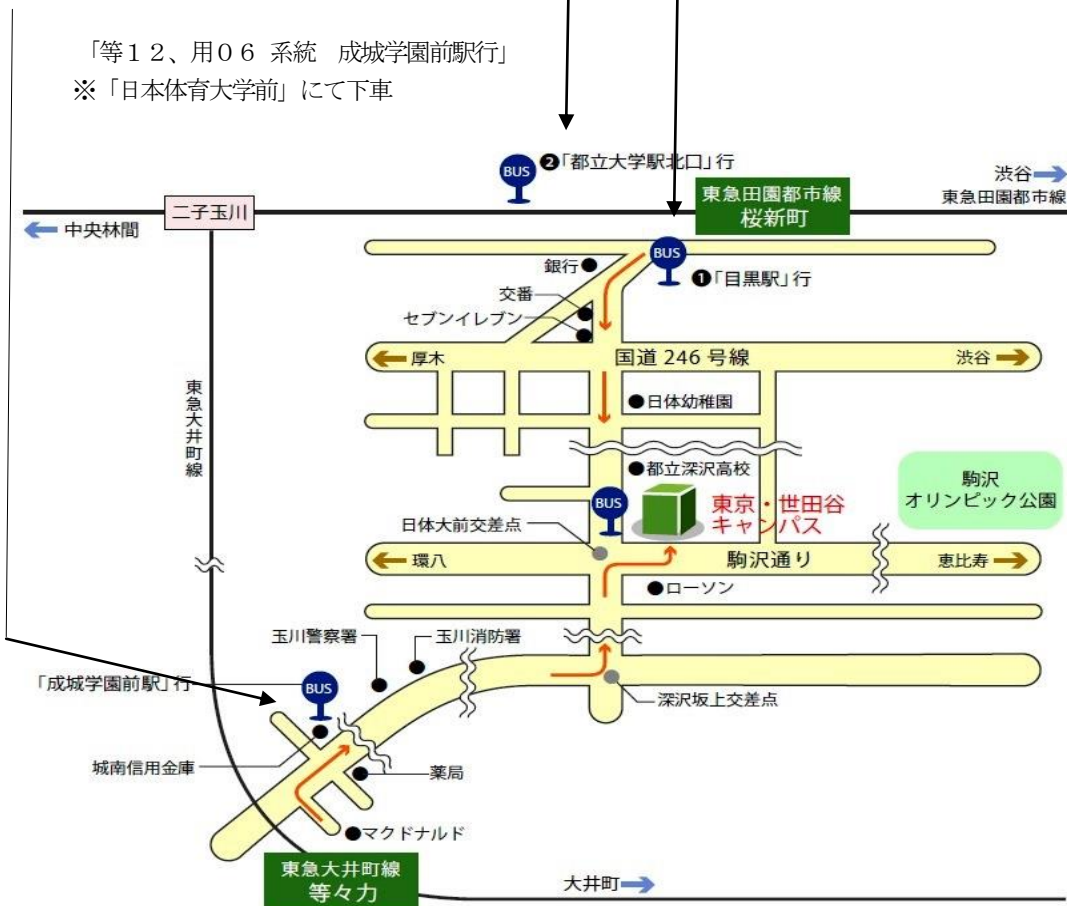 「等１２、用０６ 系統　成城学園前駅行」
※「日本体育大学前」にて下車
BUS
❷「都立大学駅北口」行
渋谷
東急田園都市線
東急田園都市線
桜新町
二子玉川
中央林間
銀行
BUS
❶「目黒駅」行
交番
セブンイレブン
厚木
国道 246 号線
渋谷
東急大井町線
日体幼稚園
都立深沢高校
駒沢
オリンピック公園
BUS
東京・世田谷
キャンパス
日体大前交差点
環八
駒沢通り
恵比寿
ローソン
玉川警察署
玉川消防署
「成城学園前駅」行
BUS
深沢坂上交差点
城南信用金庫
薬局
マクドナルド
東急大井町線
等々力
大井町